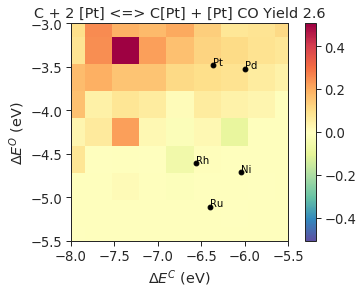 C + 2 [Pt] <=> C[Pt] + [Pt] CO Yield 2.6
−3.0
−3.5
−4.0
−4.5
−5.0
−5.5
ΔE^O (eV)
Pt
Pd
Rh
Ni
Ru
−8.0 −7.5 −7.0 −6.5 −6.0 −5.5
ΔE^C (eV)
0.4
0.2
0.0
−0.2
−0.4